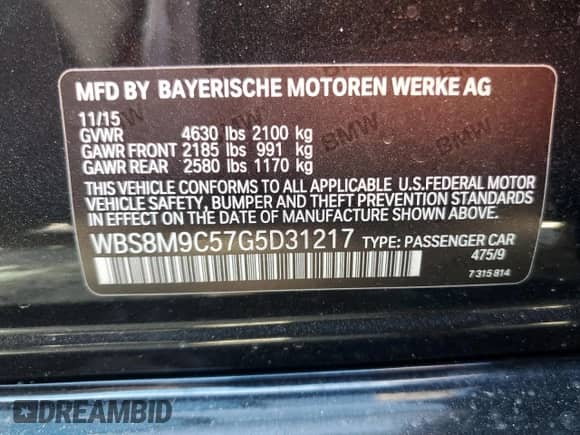 MFD BY BAYERISCHE MOTOREN WERKE AG
11/15
GVWR 4630 lbs 2100 kg
GAWR FRONT 2185 lbs 991 kg
GAWR REAR 2580 lbs 1170 kg
THIS VEHICLE CONFORMS TO ALL APPLICABLE U.S.FEDERAL MOTOR
VEHICLE SAFETY, BUMPER AND THEFT PREVENTION STANDARDS
IN EFFECT ON THE DATE OF MANUFACTURE SHOWN ABOVE.
WBS8M9C57G5D31217 TYPE: PASSENGER CAR
475/9
7 315 814
BMW
BMW
BMW
DREAMBID